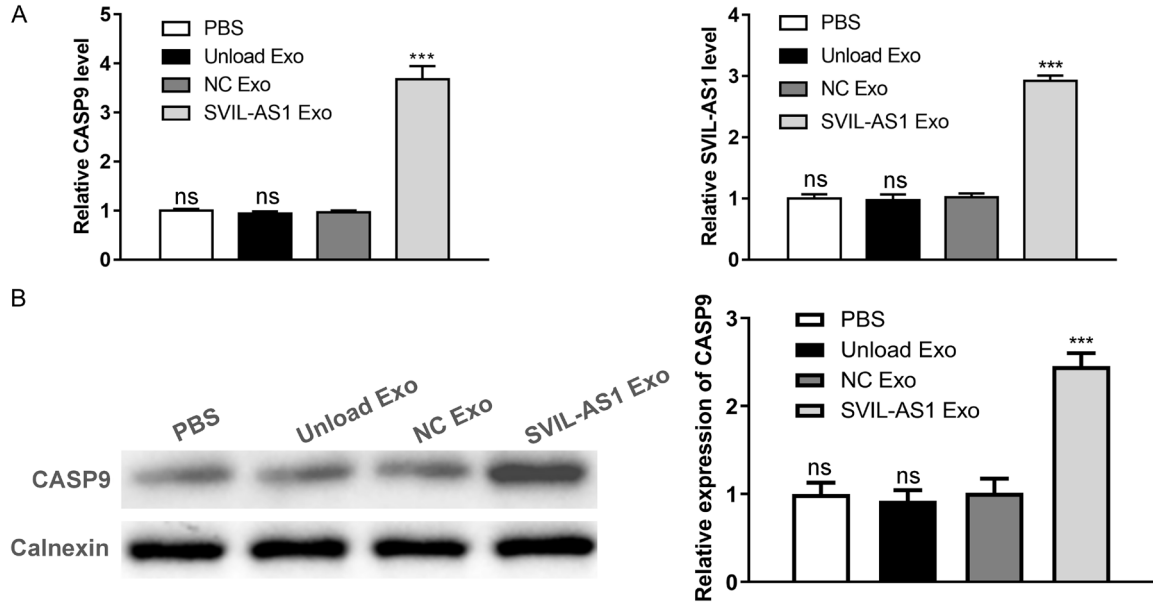 A
Relative CASP9 level
5
4
3
2
1
0
PBS
Unload Exo
NC Exo
SVIL-AS1 Exo
ns
ns
***
Relative SVIL-AS1 level
4
3
2
1
0
PBS
Unload Exo
NC Exo
SVIL-AS1 Exo
ns
ns
***
B
PBS
Unload Exo
NC Exo
SVIL-AS1 Exo
CASP9
Calnexin
Relative expression of CASP9
3
2
1
0
PBS
Unload Exo
NC Exo
SVIL-AS1 Exo
ns
ns
***